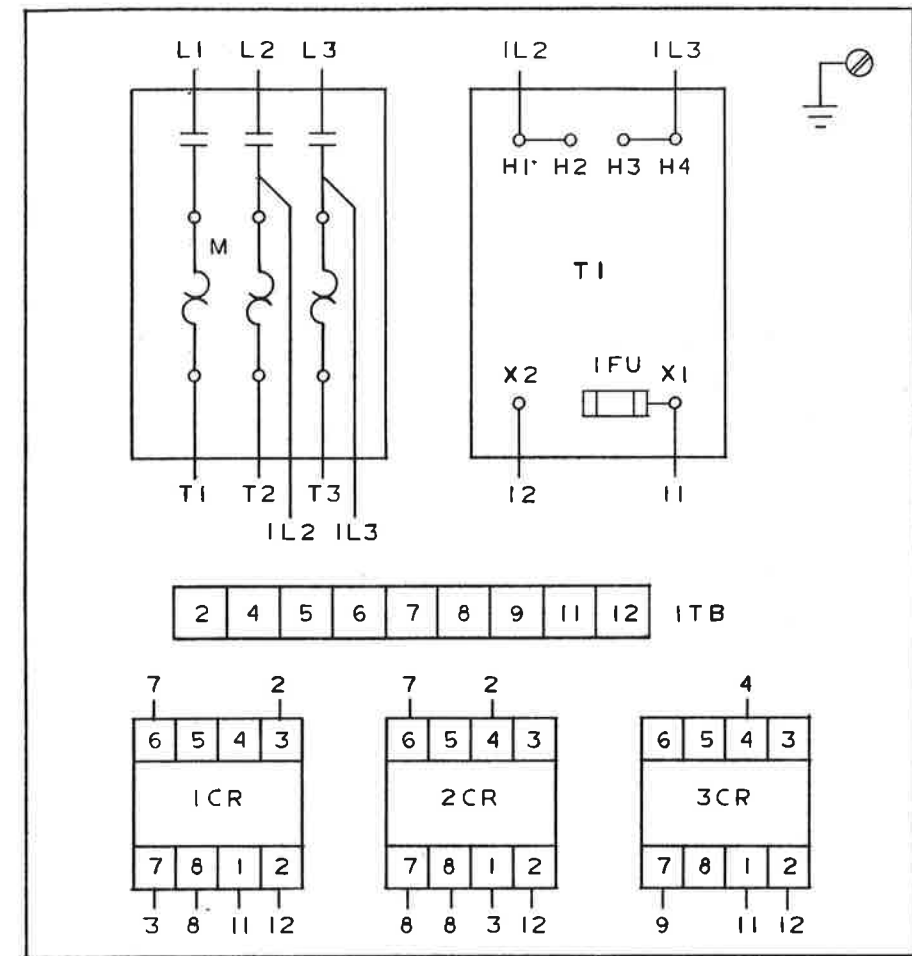 L1 L2 L3 1L2 1L3
H1 H2 H3 H4
M
T1
1FU
X2 X1
T1 T2 T3 12 11
1L2 1L3
2 4 5 6 7 8 9 11 12 1TB
7 2 7 2 4
6 5 4 3 6 5 4 3 6 5 4 3
1CR 2CR 3CR
7 8 1 2 7 8 1 2 7 8 1 2
3 8 11 12 8 8 3 12 9 11 12